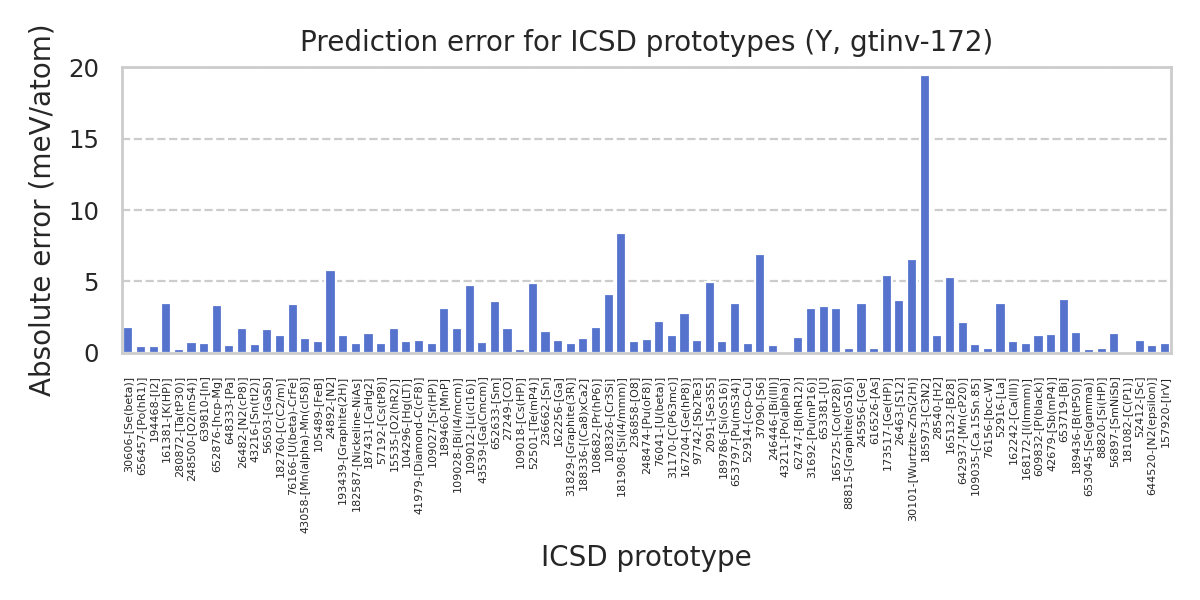 Prediction error for ICSD prototypes (Y, gtinv-172)
Absolute error (meV/atom)
20
15
10
5
0
30606-[Se(beta)]
656457-[Po(hR1)]
194468-[I2]
161381-[K(HP)]
280872-[Ta(tP30)]
248500-[O2(mS4)]
639810-[In]
652876-[hcp-Mg]
648333-[Pa]
26482-[N2(cP8)]
43216-[Sn(tI2)]
56503-[GaSb]
182760-[C(C2/m)]
76166-[U(beta)-CrFe]
43058-[Mn(alpha)-Mn(cI58)]
105489-[FeB]
24892-[N2]
193439-[Graphite(2H)]
182587-[Nickeline-NiAs]
187431-[CaHg2]
57192-[Cs(tP8)]
15535-[O2(hR2)]
104296-[Hg(LT)]
41979-[Diamond-C(cF8)]
109027-[Sr(HP)]
189460-[MnP]
109028-[Bi(I4/mcm)]
109012-[Li(cI16)]
43539-[Ga(Cmcm)]
652633-[Sm]
27249-[CO]
109018-[Cs(HP)]
52501-[Te(mP4)]
236662-[Sn]
162256-[Ga]
31829-[Graphite(3R)]
188336-[(Ca8)xCa2]
108682-[Pr(hP6)]
108326-[Cr3Si]
181908-[Si(I4/mmm)]
236858-[O8]
248474-[Pu(oF8)]
76041-[U(beta)]
31170-[C(P63mc)]
167204-[Ge(hP8)]
97742-[Sb2Te3]
2091-[Se3S5]
189786-[Si(oS16)]
653797-[Pu(mS34)]
52914-[ccp-Cu]
37090-[S6]
246446-[Bi(III)]
43211-[Po(alpha)]
62747-[B(hR12)]
31692-[Pu(mP16)]
653381-[U]
165725-[Co(tP28)]
88815-[Graphite(oS16)]
245956-[Ge]
616526-[As]
173517-[Ge(HP)]
26463-[S12]
30101-[Wurtzite-ZnS(2H)]
185973-[C3N2]
28540-[H2]
165132-[B28]
642937-[Mn(cP20)]
109035-[Ca.15Sn.85]
76156-[bcc-W]
52916-[La]
162242-[Ca(III)]
168172-[I(Immm)]
609832-[P(black)]
42679-[Sb(mP4)]
653719-[Bi]
189436-[B(tP50)]
653045-[Se(gamma)]
88820-[Si(HP)]
56897-[SmNiSb]
181082-[C(P1)]
52412-[Sc]
644520-[N2(epsilon)]
157920-[IrV]
ICSD prototype